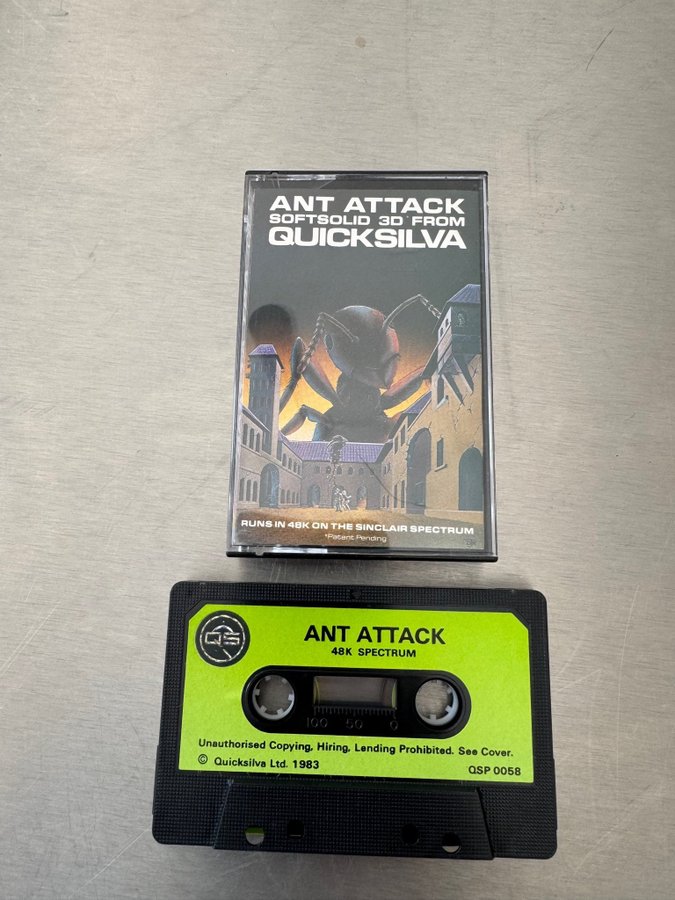 ANT ATTACK
SOFTSOLID 3D FROM
QUICKSILVA
RUNS IN 48K ON THE SINCLAIR SPECTRUM
*Patent Pending
QS
ANT ATTACK
48K SPECTRUM
100 50 0
Unauthorised Copying, Hiring, Lending Prohibited. See Cover.
© Quicksilva Ltd. 1983
QSP 0058